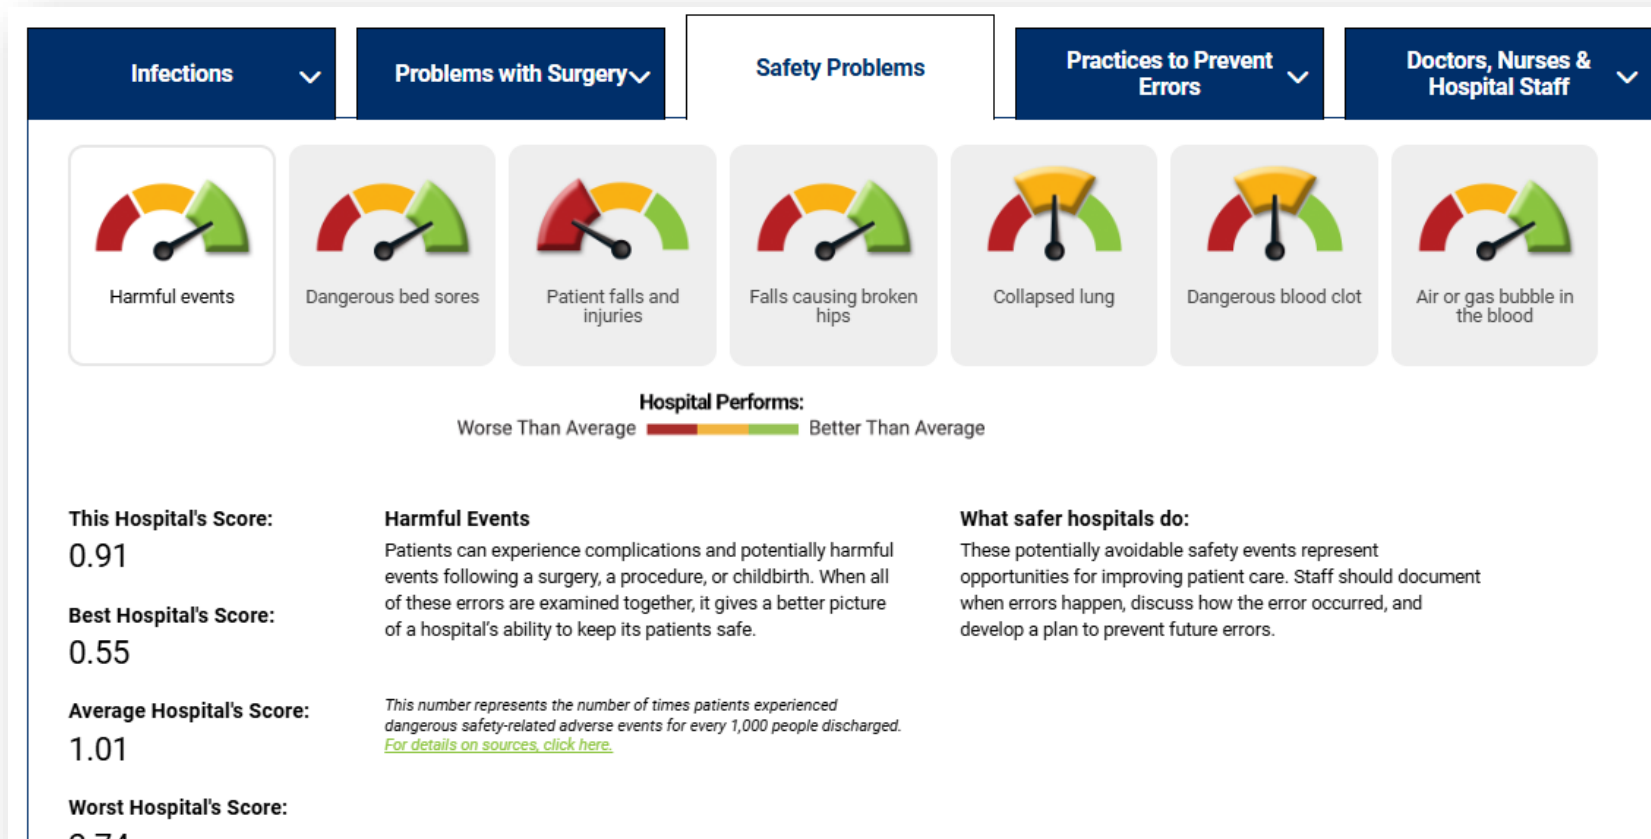 Infections
Problems with Surgery
Safety Problems
Practices to Prevent
Errors
Doctors, Nurses &
Hospital Staff
Harmful events
Dangerous bed sores
Patient falls and
injuries
Falls causing broken
hips
Collapsed lung
Dangerous blood clot
Air or gas bubble in
the blood
Hospital Performs:
Worse Than Average
Better Than Average
This Hospital's Score:
0.91
Best Hospital's Score:
0.55
Average Hospital's Score:
1.01
Worst Hospital's Score:
Harmful Events
Patients can experience complications and potentially harmful
events following a surgery, a procedure, or childbirth. When all
of these errors are examined together, it gives a better picture
of a hospital's ability to keep its patients safe.
This number represents the number of times patients experienced
dangerous safety-related adverse events for every 1,000 people discharged.
For details on sources, click here.
What safer hospitals do:
These potentially avoidable safety events represent
opportunities for improving patient care. Staff should document
when errors happen, discuss how the error occurred, and
develop a plan to prevent future errors.